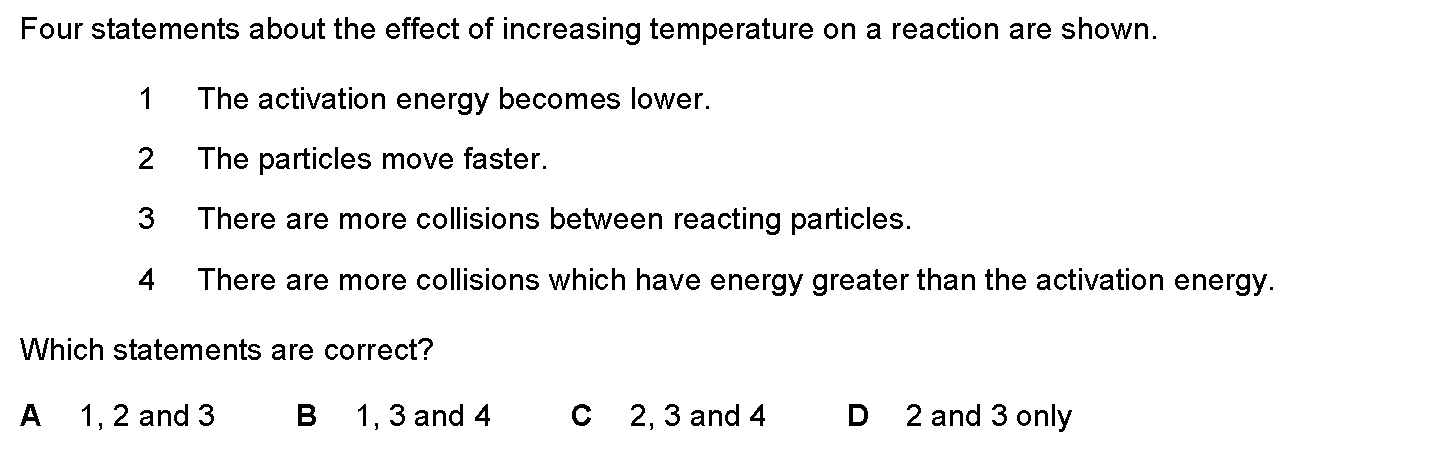 Four statements about the effect of increasing temperature on a reaction are shown.
1 The activation energy becomes lower.
2 The particles move faster.
3 There are more collisions between reacting particles.
4 There are more collisions which have energy greater than the activation energy.
Which statements are correct?
A 1, 2 and 3 B 1, 3 and 4 C 2, 3 and 4 D 2 and 3 only